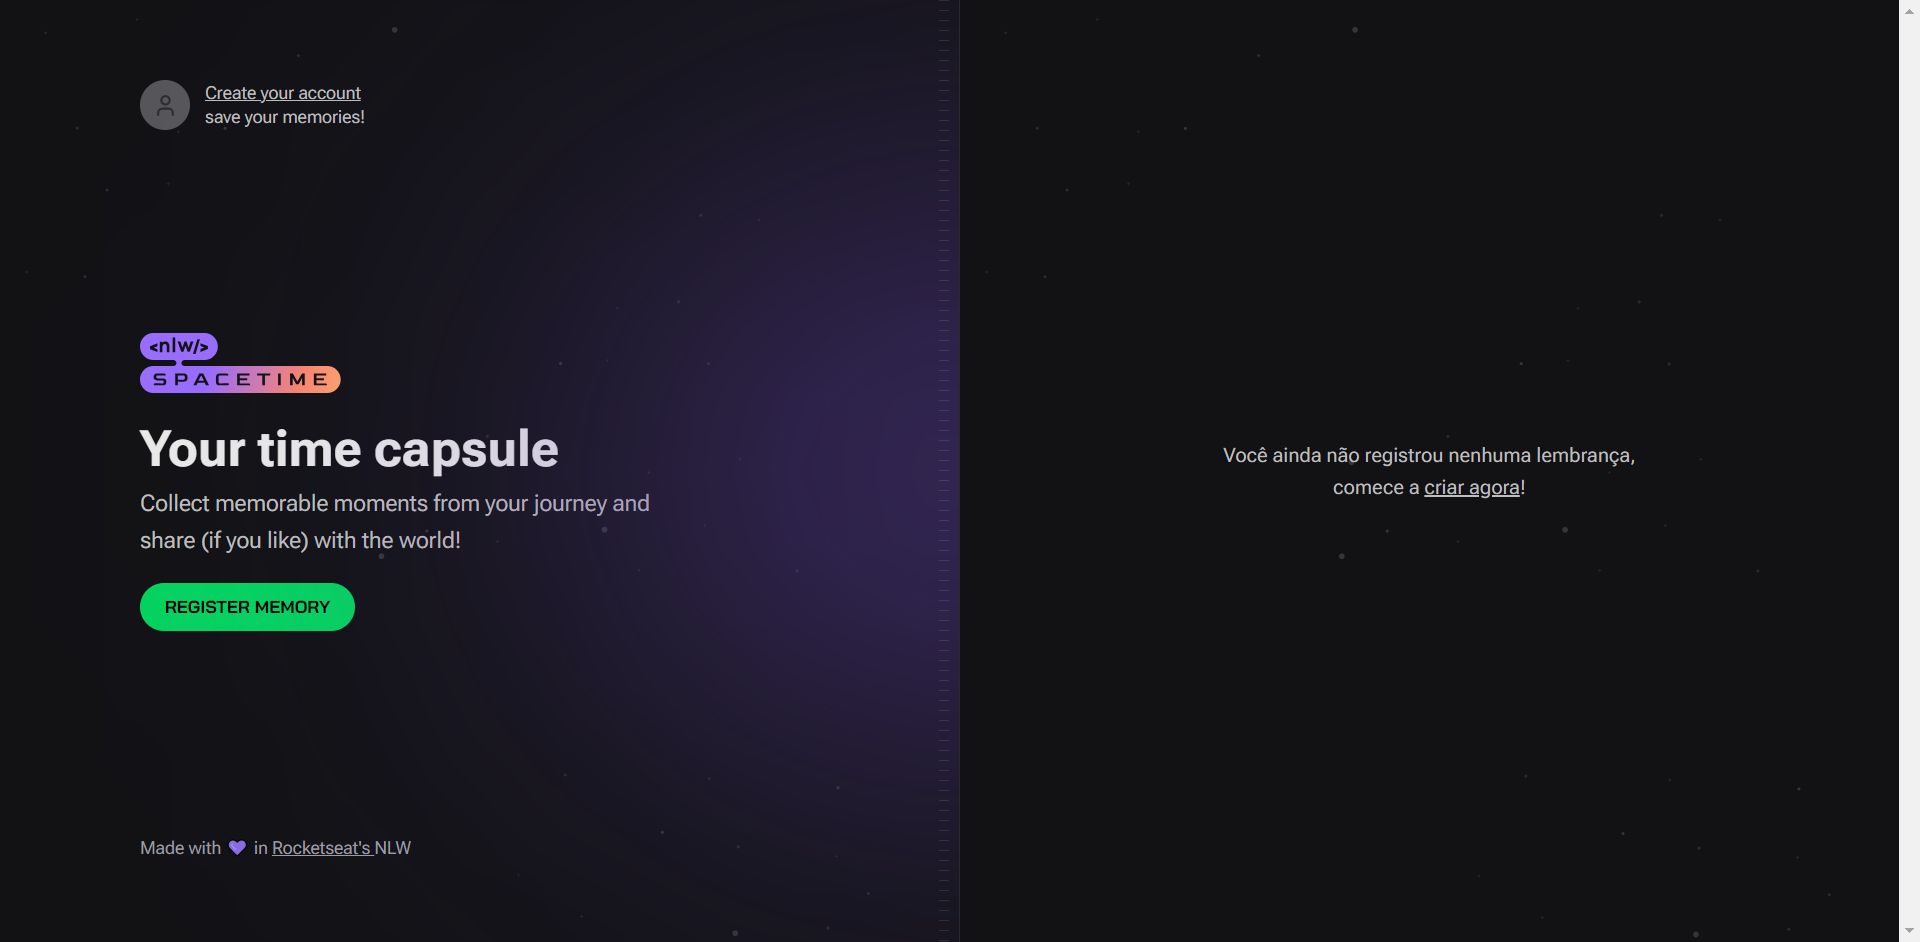 Create your account
save your memories!
<nlw/>
SPACETIME
Your time capsule
Collect memorable moments from your journey and
share (if you like) with the world!
REGISTER MEMORY
Made with 💜 in Rocketseat's NLW
Você ainda não registrou nenhuma lembrança,
comece a criar agora!